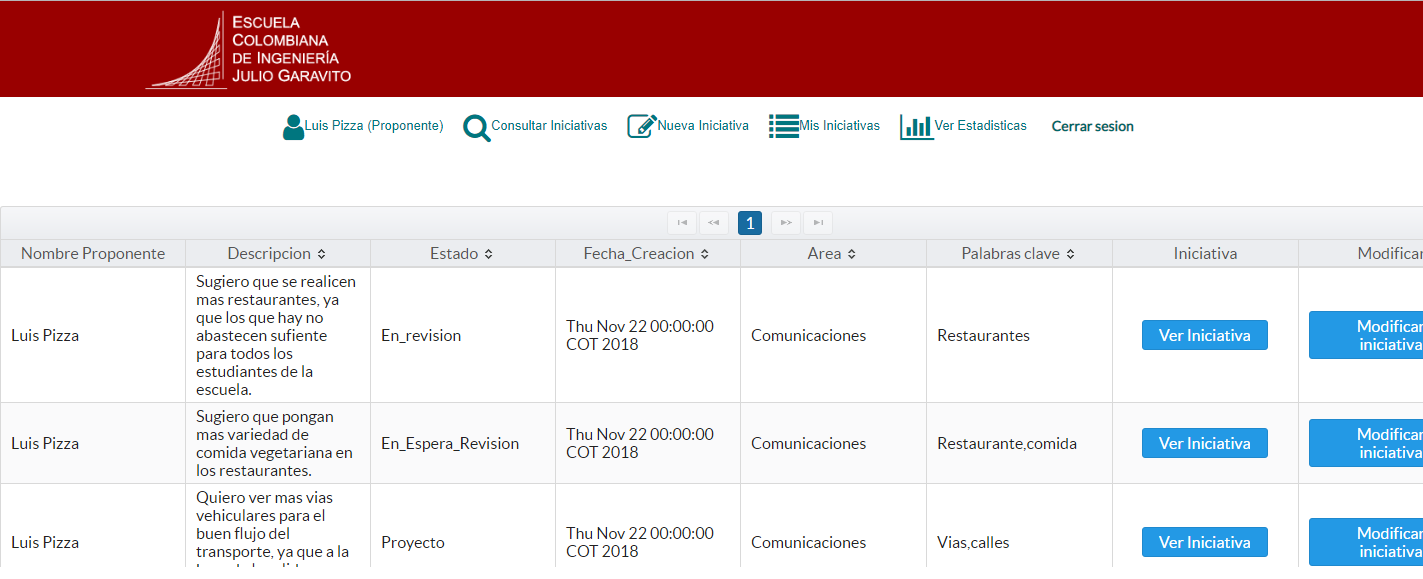 ESCUELA
COLOMBIANA
DE INGENIERÍA
JULIO GARAVITO
Luis Pizza (Proponente) Consultar Iniciativas Nueva Iniciativa Mis Iniciativas Ver Estadisticas Cerrar sesion
1
Nombre Proponente Descripcion Estado Fecha_Creacion Area Palabras clave Iniciativa Modificar
Luis Pizza
Sugiero que se realicen
mas restaurantes, ya
que los que hay no
abastecen sufiente
para todos los
estudiantes de la
escuela.
En_revision
Thu Nov 22 00:00:00
COT 2018
Comunicaciones
Restaurantes
Ver Iniciativa
Modificar
iniciativa
Luis Pizza
Sugiero que pongan
mas variedad de
comida vegetariana en
los restaurantes.
En_Espera_Revision
Thu Nov 22 00:00:00
COT 2018
Comunicaciones
Restaurante,comida
Ver Iniciativa
Modificar
iniciativa
Luis Pizza
Quiero ver mas vias
vehiculares para el
buen flujo del
transporte, ya que a la
Proyecto
Thu Nov 22 00:00:00
COT 2018
Comunicaciones
Vias,calles
Ver Iniciativa
Modificar
iniciativa